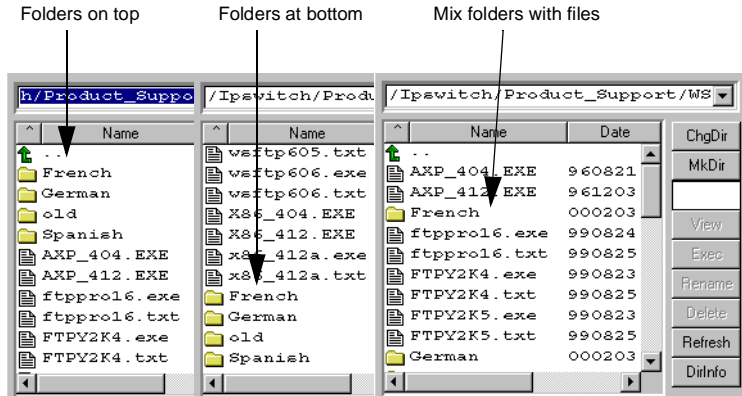 Folders on top
Folders at bottom
Mix folders with files
h/Product_Suppo
^ Name
..
French
German
old
Spanish
AXP_404.EXE
AXP_412.EXE
ftppro16.exe
ftppro16.txt
FTPY2K4.exe
FTPY2K4.txt
/Ipswitch/Produ
^ Name
wsftp605.txt
wsftp606.exe
wsftp606.txt
X86_404.EXE
X86_412.EXE
x86_412a.exe
x86_412a.txt
French
German
old
Spanish
/Ipswitch/Product_Support/WS
^ Name Date
..
AXP_404.EXE 960821
AXP_412.EXE 961203
French 000203
ftppro16.exe 990824
ftppro16.txt 990825
FTPY2K4.exe 990823
FTPY2K4.txt 990825
FTPY2K5.exe 990823
FTPY2K5.txt 990825
German 000203
ChgDir
MkDir
View
Exec
Rename
Delete
Refresh
DirInfo